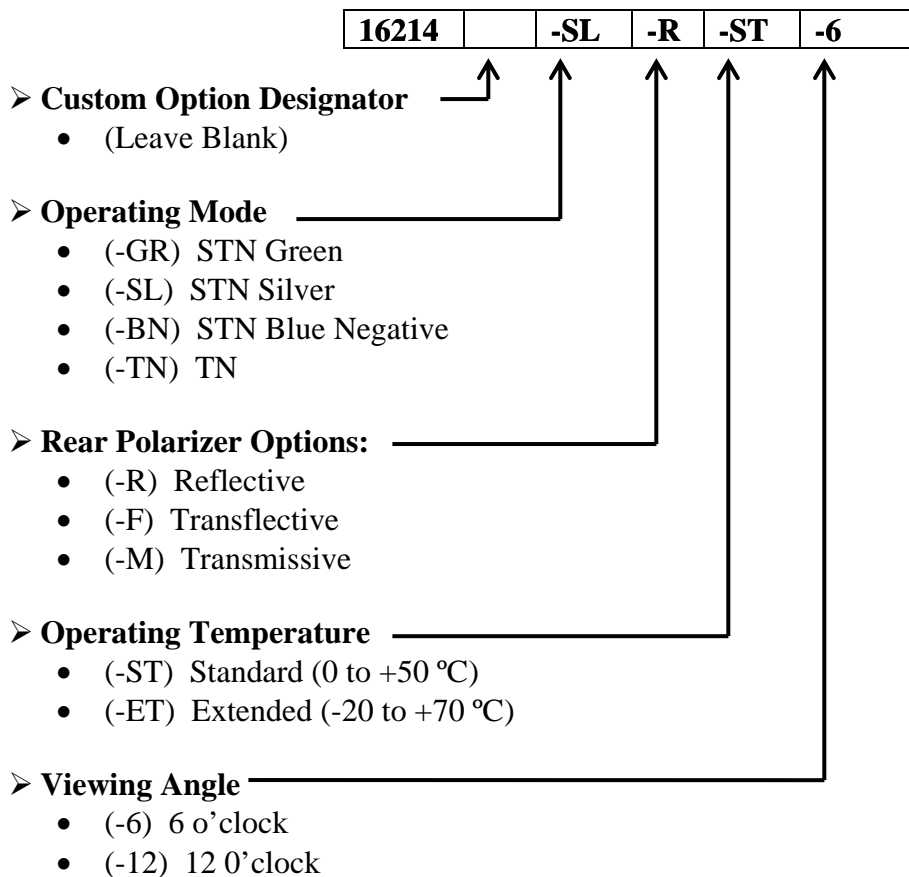 16214 -SL -R -ST -6
➢ Custom Option Designator
• (Leave Blank)
➢ Operating Mode
• (-GR) STN Green
• (-SL) STN Silver
• (-BN) STN Blue Negative
• (-TN) TN
➢ Rear Polarizer Options:
• (-R) Reflective
• (-F) Transflective
• (-M) Transmissive
➢ Operating Temperature
• (-ST) Standard (0 to +50 ºC)
• (-ET) Extended (-20 to +70 ºC)
➢ Viewing Angle
• (-6) 6 o’clock
• (-12) 12 0’clock